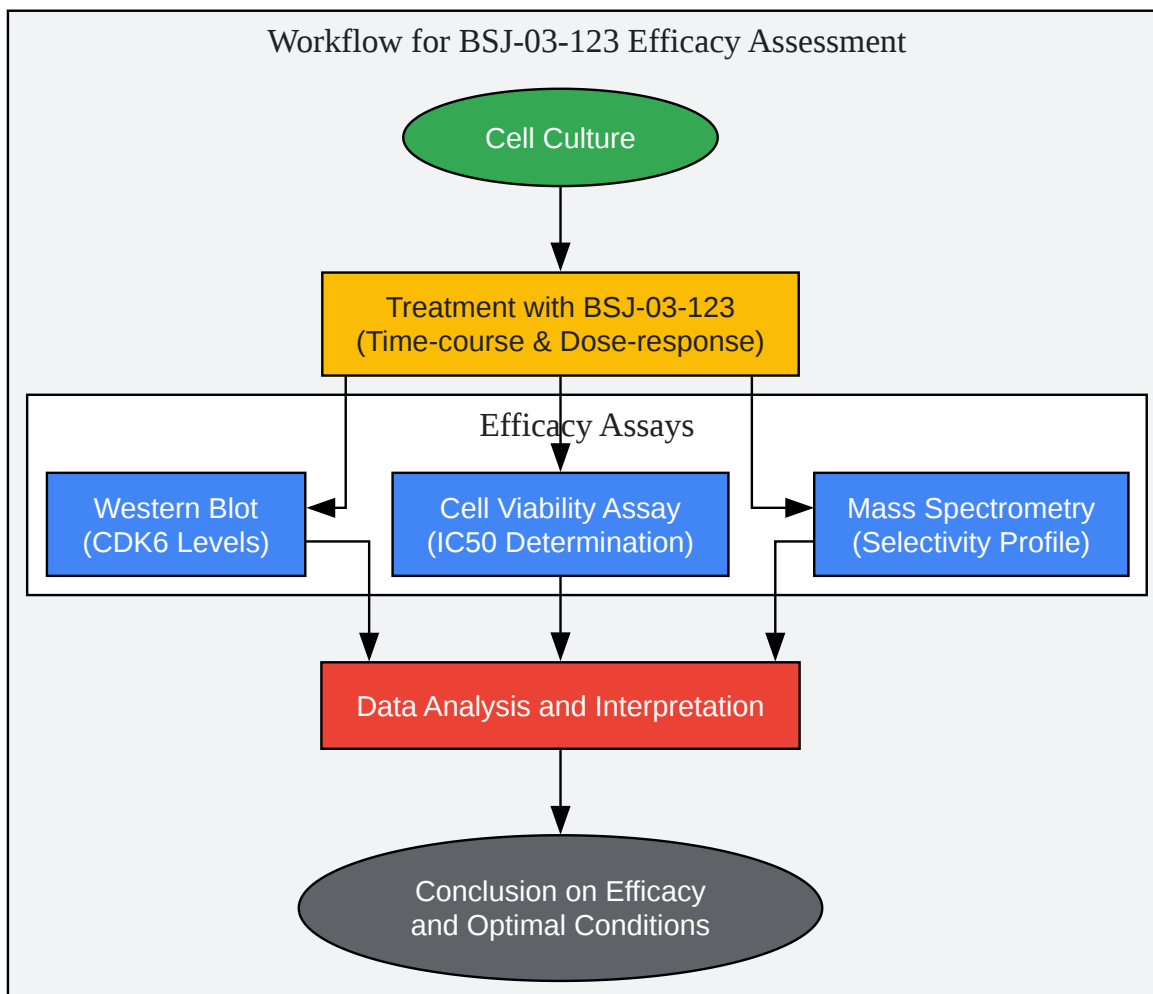 Workflow for BSJ-03-123 Efficacy Assessment
Cell Culture
Treatment with BSJ-03-123
(Time-course & Dose-response)
Efficacy Assays
Western Blot
(CDK6 Levels)
Cell Viability Assay
(IC50 Determination)
Mass Spectrometry
(Selectivity Profile)
Data Analysis and Interpretation
Conclusion on Efficacy
and Optimal Conditions